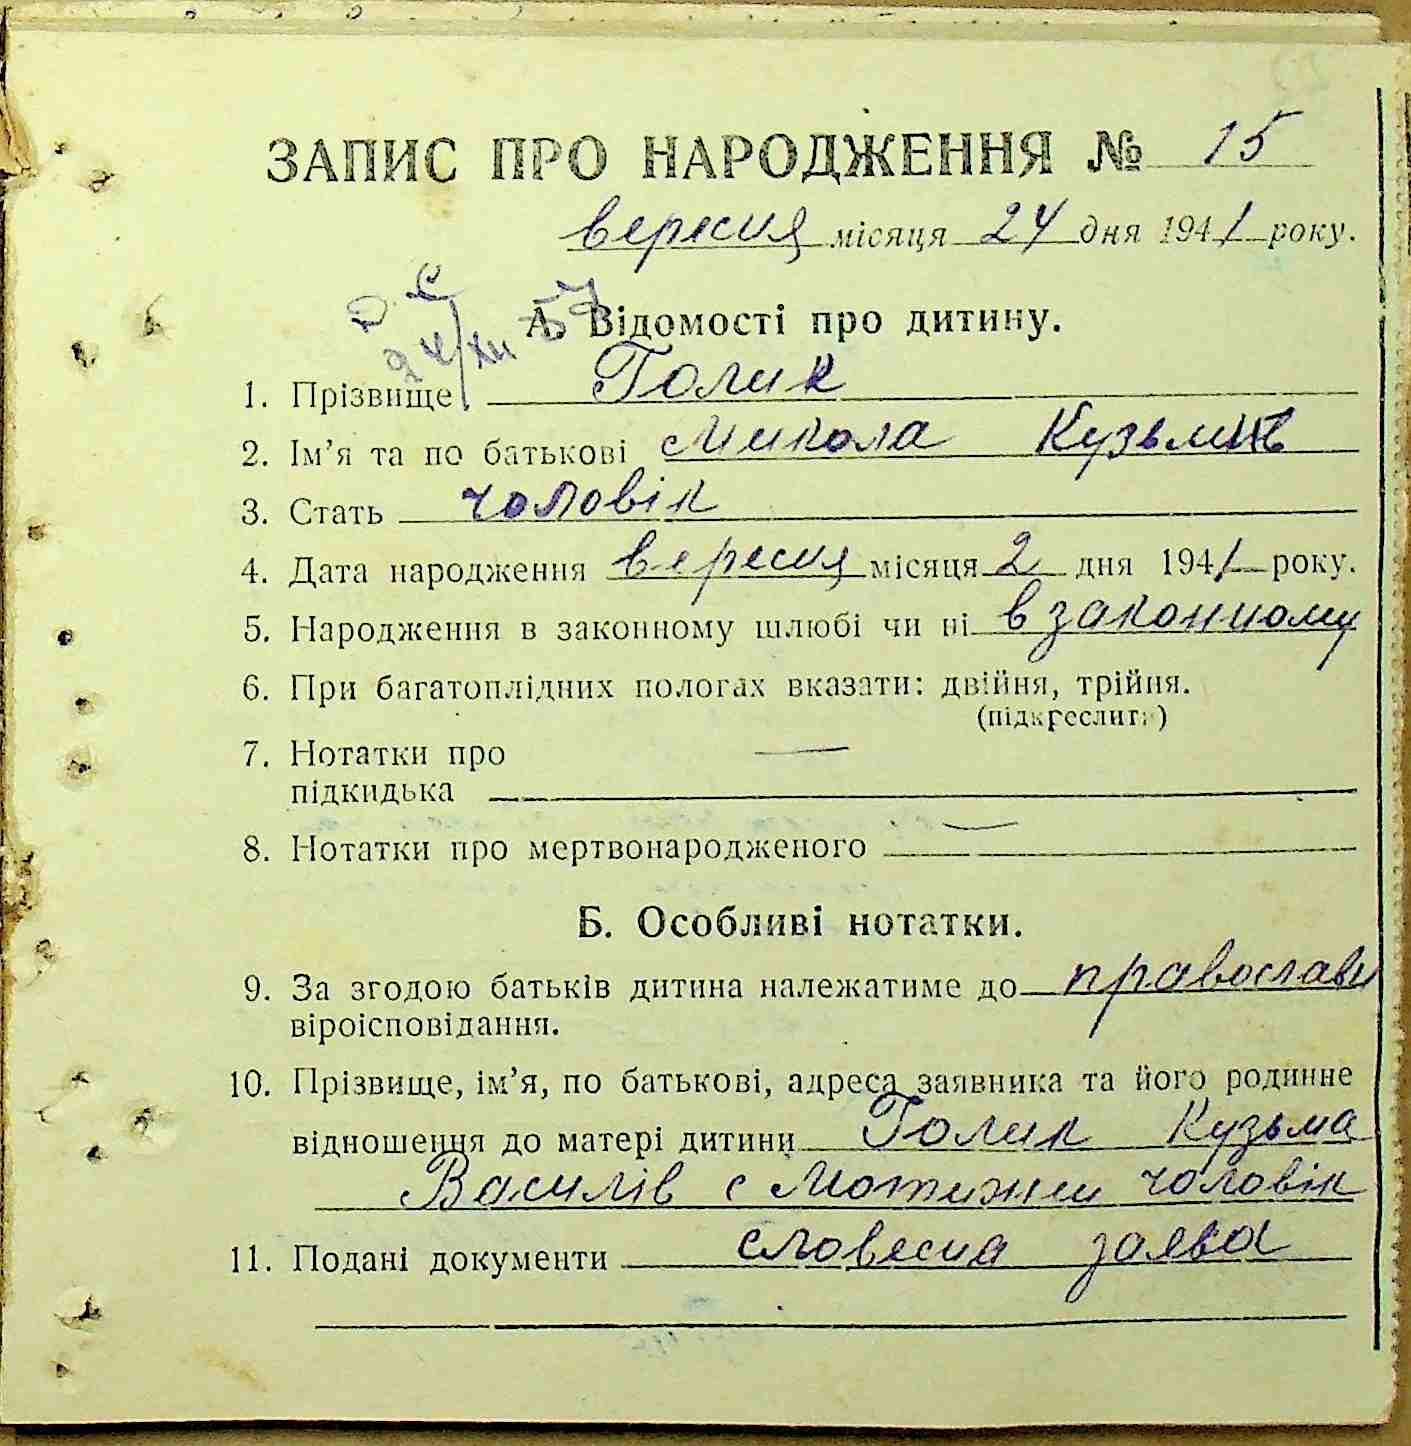 ЗАПИС ПРО НАРОДЖЕННЯ № 15
вересня місяця 24 дня 1941 року.
А. Відомості про дитину.
1. Прізвище Голик
2. Ім'я та по батькові Микола Кузьмів
3. Стать чоловік
4. Дата народження вересня місяця 2 дня 1941 року.
5. Народження в законному шлюбі чи ні в законному
6. При багатоплідних пологах вказати: двійня, трійня.
(підкреслити)
7. Нотатки про —
підкидька
8. Нотатки про мертвонародженого —
Б. Особливі нотатки.
9. За згодою батьків дитина належатиме до православн
віроісповідання.
10. Прізвище, ім'я, по батькові, адреса заявника та його родинне
відношення до матері дитини Голик Кузьма
Василів с Мотижин чоловік
11. Подані документи словесна заява